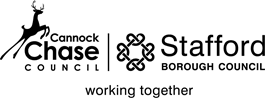 Cannock
Chase
COUNCIL
Stafford
BOROUGH COUNCIL
working together